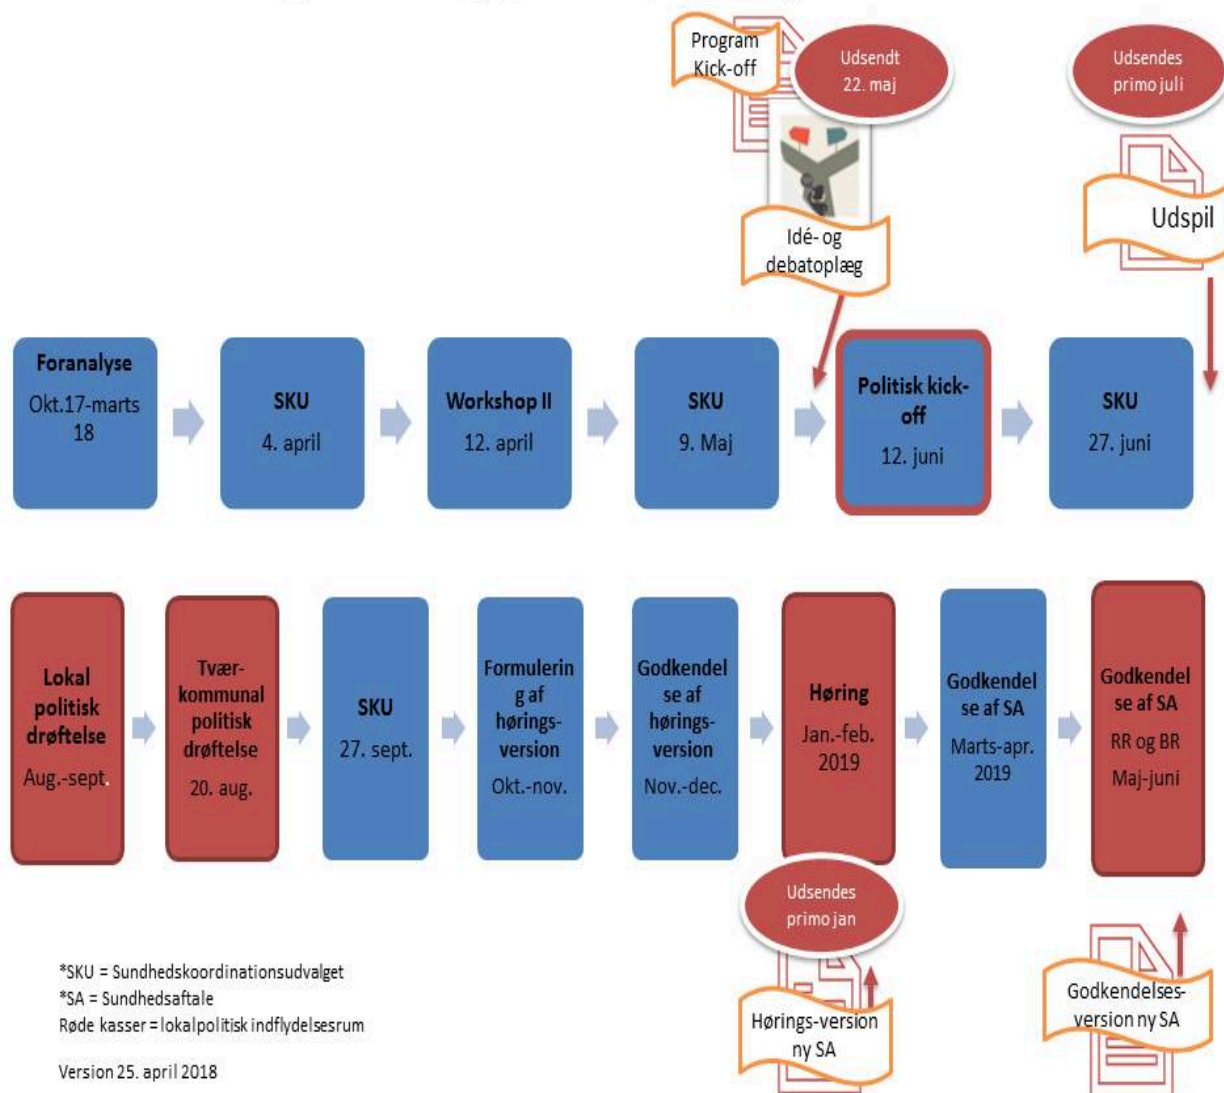 Program
Kick-off
Udsendt
22. maj
Udsendes
primo juli
Idé- og
debatoplæg
Udspil
Foranalyse
Okt.17-marts
18
SKU
4. april
Workshop II
12. april
SKU
9. Maj
Politisk kick-
off
12. juni
SKU
27. juni
Lokal
politisk
drøftelse
Aug.-sept.
Tvær-
kommunal
politisk
drøftelse
20. aug.
SKU
27. sept.
Formulerin
g af
hørings-
version
Okt.-nov.
Godkendel
se af
hørings-
version
Nov.-dec.
Høring
Jan.-feb.
2019
Godkendel
se af SA
Marts-apr.
2019
Godkendel
se af SA
RR og BR
Maj-juni
Udsendes
primo jan
Hørings-version
ny SA
Godkendelses-
version ny SA
*SKU = Sundhedskoordinationsudvalget
*SA = Sundhedsaftale
Røde kasser = lokalpolitisk indflydelsesrum
Version 25. april 2018